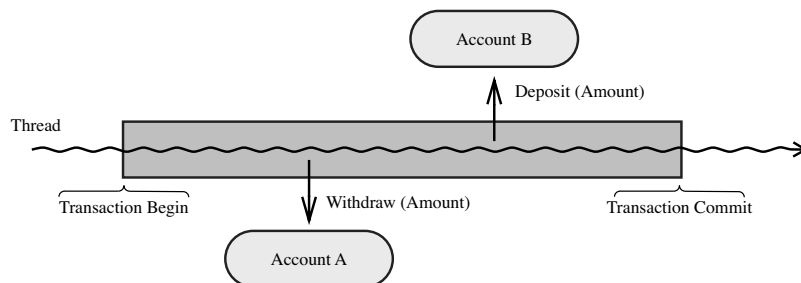 Account B
Deposit (Amount)
Thread
Transaction Begin
Withdraw (Amount)
Transaction Commit
Account A